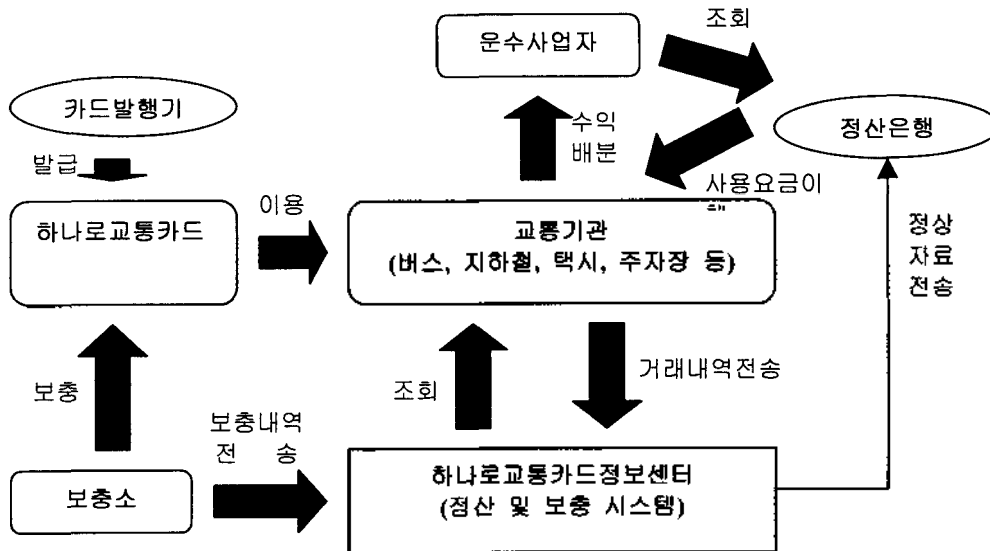 조회
운수사업자
카드발행기
수익
배분
정산은행
발급
사용요금이
이용
하나로교통카드
교통기관
(버스, 지하철, 택시, 주자장 등)
정상
자료
전송
보충
조회
거래내역전송
보충내역
전 송
하나로교통카드정보센터
(정산 및 보충 시스템)
보충소